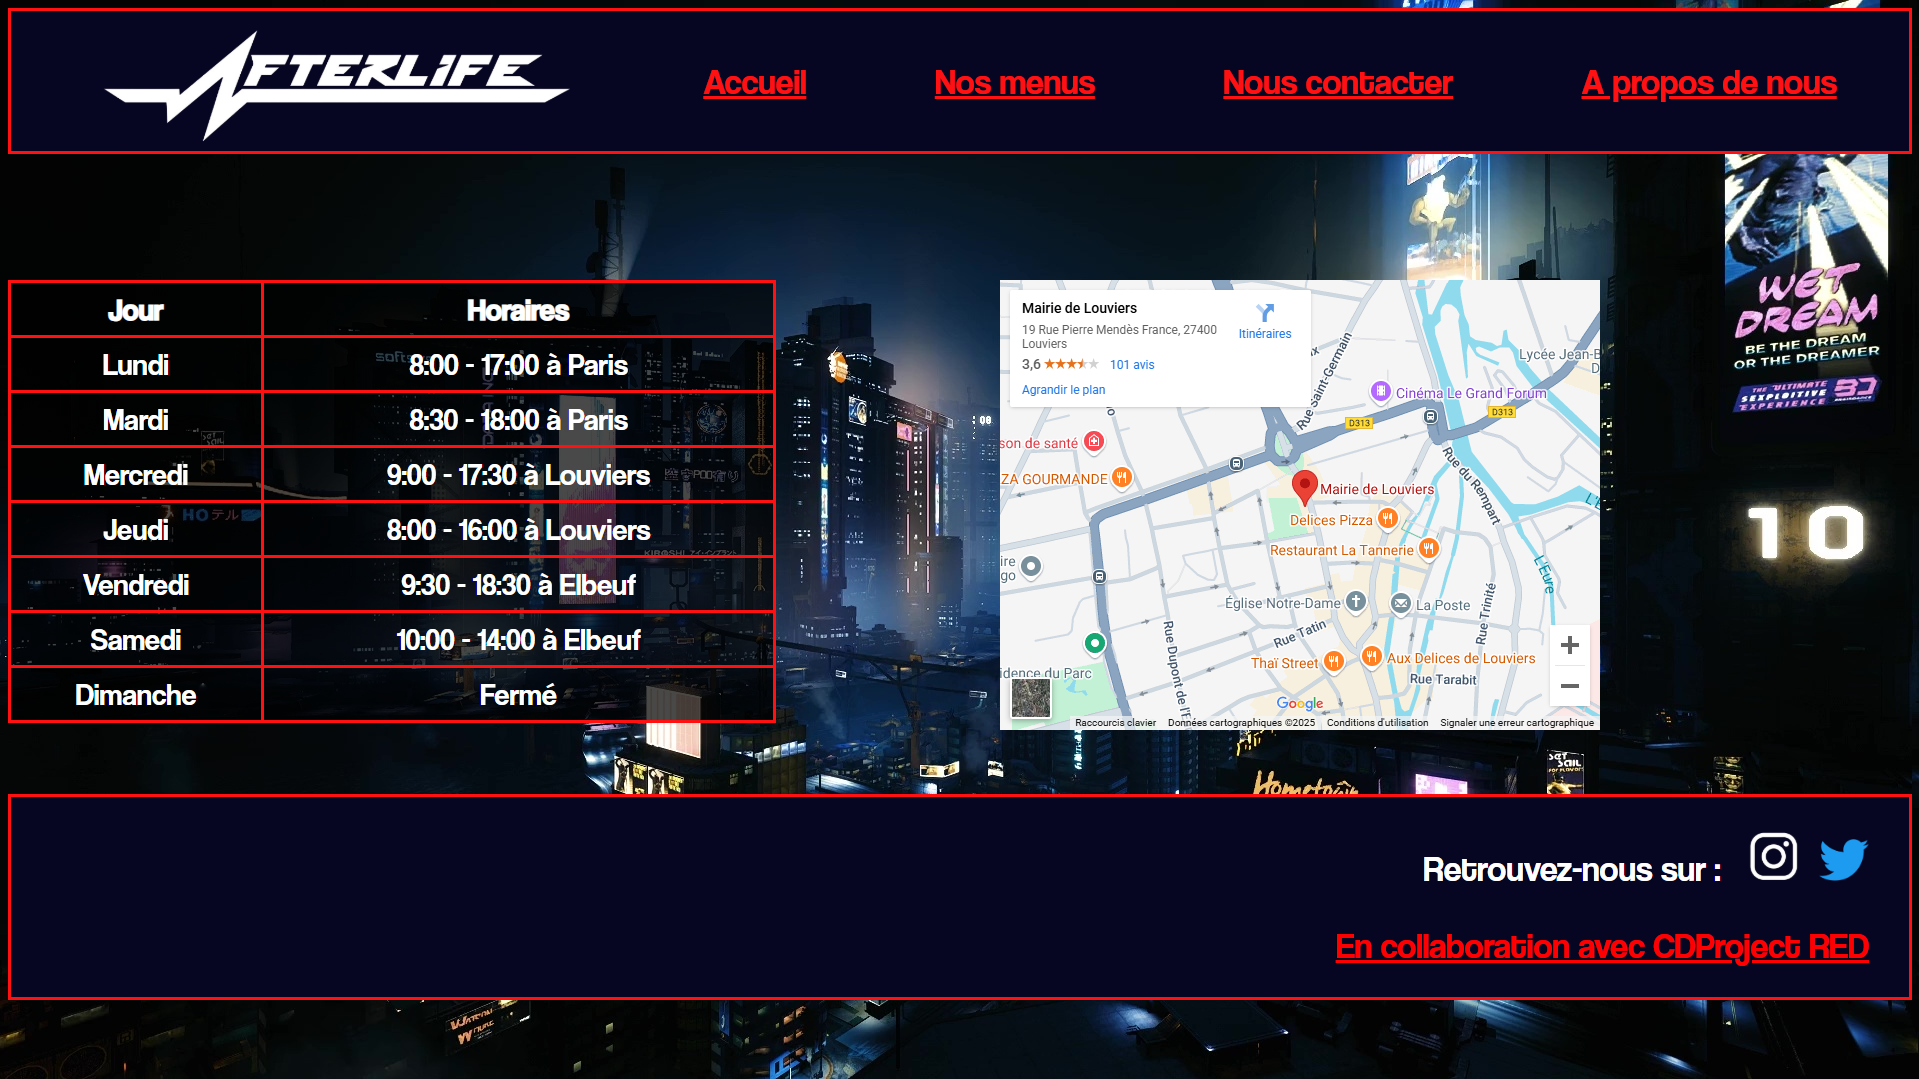 AFTERLIFE
Accueil
Nos menus
Nous contacter
A propos de nous
Jour Horaires
Lundi 8:00 - 17:00 à Paris
Mardi 8:30 - 18:00 à Paris
Mercredi 9:00 - 17:30 à Louviers
Jeudi 8:00 - 16:00 à Louviers
Vendredi 9:30 - 18:30 à Elbeuf
Samedi 10:00 - 14:00 à Elbeuf
Dimanche Fermé
HOテル
Mairie de Louviers
19 Rue Pierre Mendès France, 27400
Louviers
3,6 101 avis
Agrandir le plan
Itinéraires
Rue Saint-Germain
Lycée Jean-B
Cinéma Le Grand Forum
D313
D313
son de santé
ZA GOURMANDE
Rue du Rempart
Mairie de Louviers
Delices Pizza
Restaurant La Tannerie
ire
go
L'Eure
Église Notre-Dame
La Poste
Rue Trinité
Rue Tatin
Rue Dupont de l'E
Thaï Street
Aux Delices de Louviers
idence du Parc
Rue Tarabit
Google
Raccourcis clavier
Données cartographiques ©2025
Conditions d'utilisation
Signaler une erreur cartographique
WET
DREAM
BE THE DREAM
OR THE DREAMER
THE ULTIMATE
SEXPLOITIVE
EXPERIENCE
BD
10
Hometown
Retrouvez-nous sur :
En collaboration avec CDProject RED
WATSON